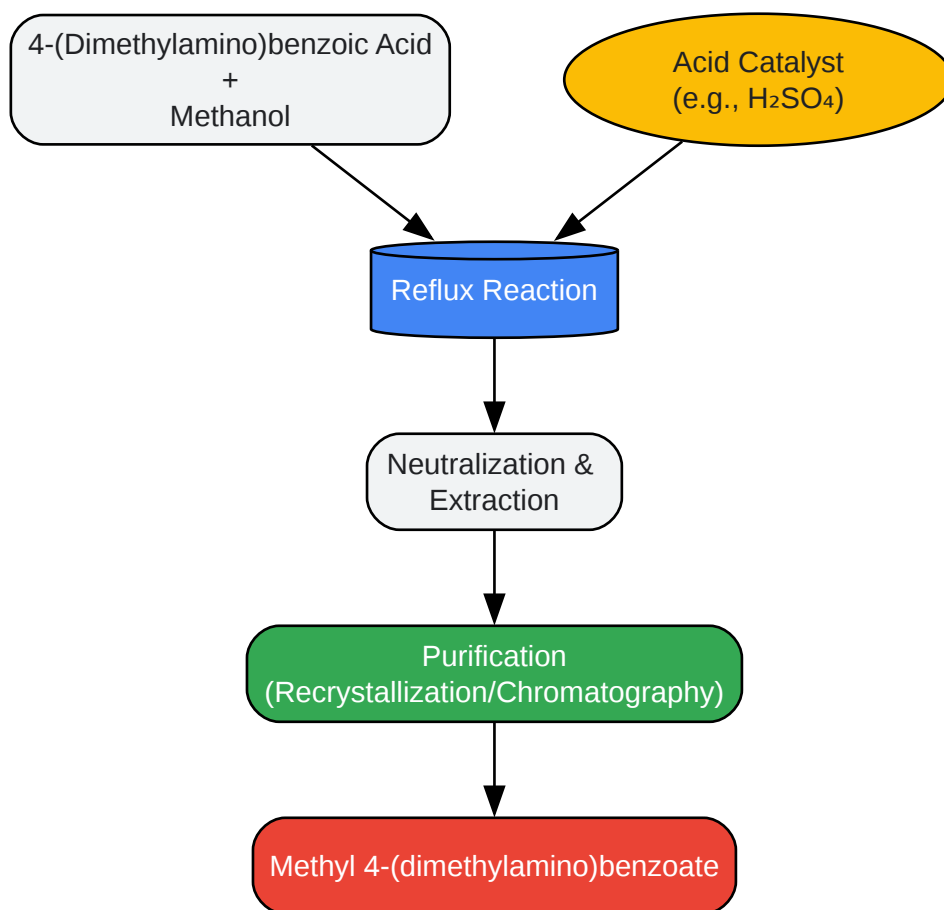 4-(Dimethylamino)benzoic Acid
+
Methanol
Acid Catalyst
(e.g., H₂SO₄)
Reflux Reaction
Neutralization &
Extraction
Purification
(Recrystallization/Chromatography)
Methyl 4-(dimethylamino)benzoate